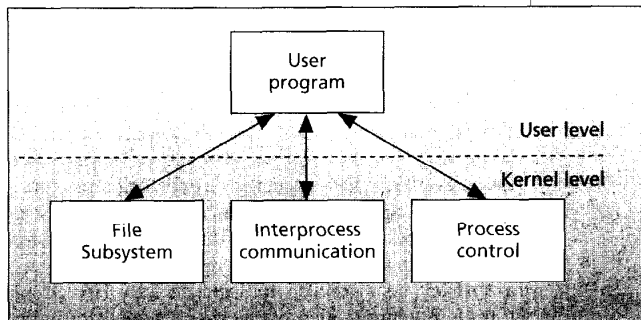 User
program
User level
Kernel level
File
Subsystem
Interprocess
communication
Process
control